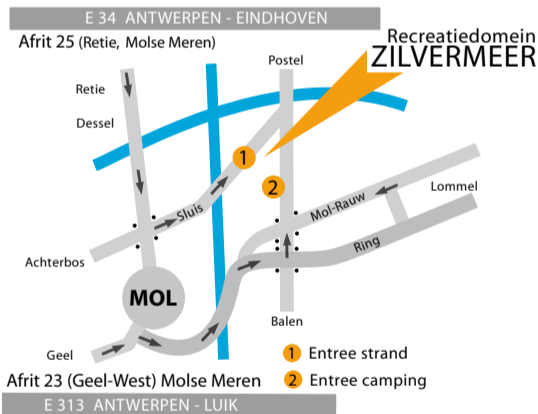 E 34 ANTWERPEN - EINDHOVEN
Afrit 25 (Retie, Molse Meren)
Recreatiedomein
ZILVERMEER
Postel
Retie
Dessel
1
2
Sluis
Mol-Rauw
Lommel
Ring
Achterbos
MOL
Balen
Geel
1 Entree strand
2 Entree camping
Afrit 23 (Geel-West) Molse Meren
E 313 ANTWERPEN - LUIK